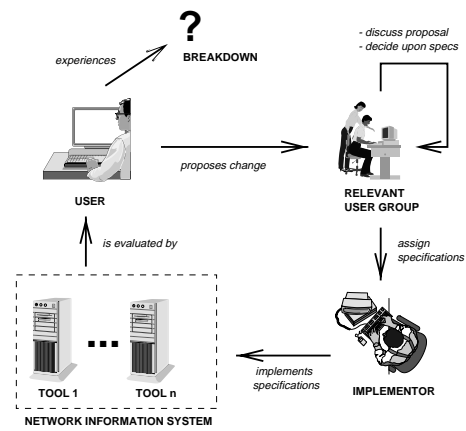 ?
BREAKDOWN
experiences
- discuss proposal
- decide upon specs
USER
proposes change
RELEVANT
USER GROUP
is evaluated by
assign
specifications
TOOL 1
TOOL n
implements
specifications
IMPLEMENTOR
NETWORK INFORMATION SYSTEM